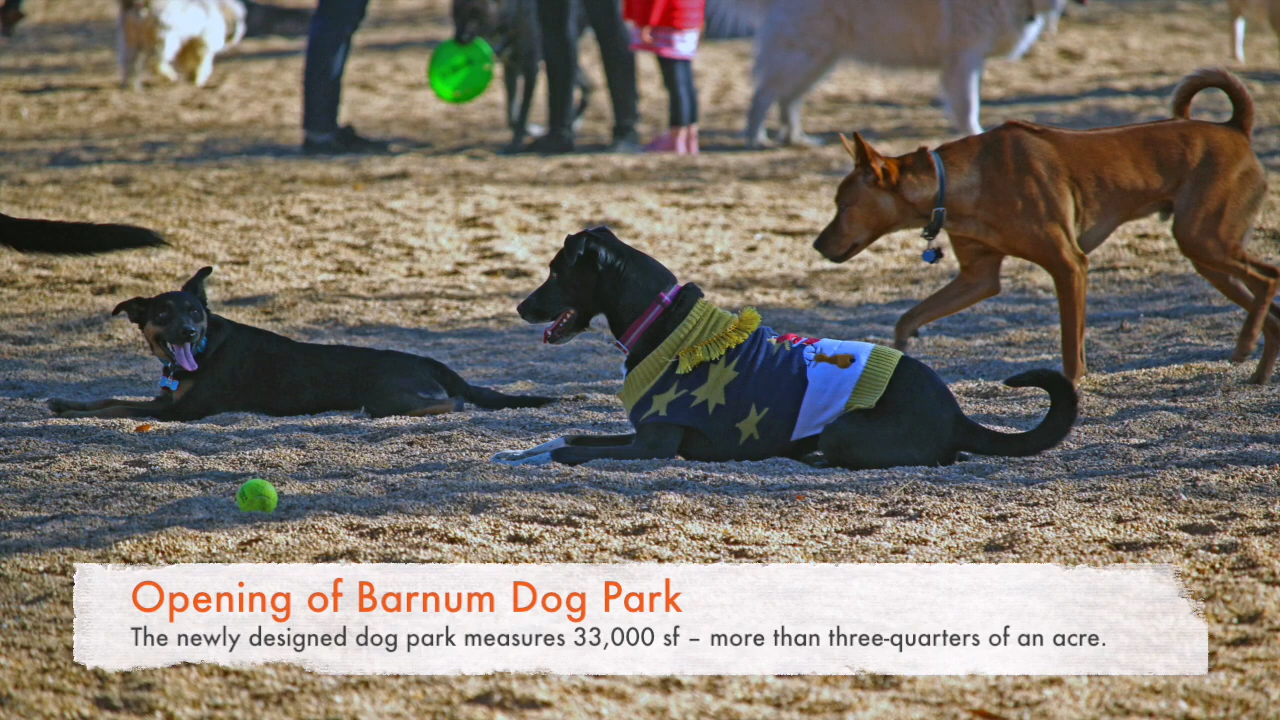 Opening of Barnum Dog Park
The newly designed dog park measures 33,000 sf – more than three-quarters of an acre.